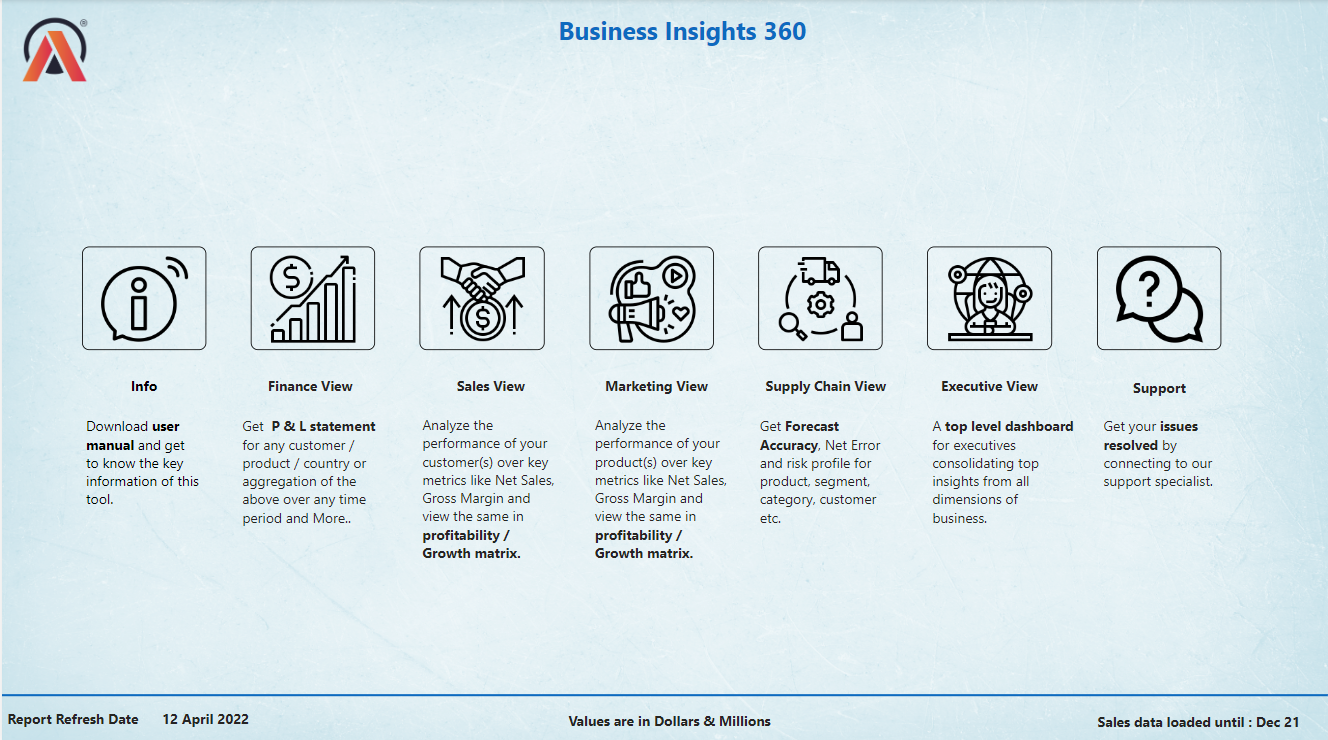 Business Insights 360
®
Info
Download user
manual and get
to know the key
information of this
tool.
Finance View
Get P & L statement
for any customer /
product / country or
aggregation of the
above over any time
period and More..
Sales View
Analyze the
performance of your
customer(s) over key
metrics like Net Sales,
Gross Margin and
view the same in
profitability /
Growth matrix.
Marketing View
Analyze the
performance of your
product(s) over key
metrics like Net Sales,
Gross Margin and
view the same in
profitability /
Growth matrix.
Supply Chain View
Get Forecast
Accuracy, Net Error
and risk profile for
product, segment,
category, customer
etc.
Executive View
A top level dashboard
for executives
consolidating top
insights from all
dimensions of
business.
Support
Get your issues
resolved by
connecting to our
support specialist.
Report Refresh Date 12 April 2022
Values are in Dollars & Millions
Sales data loaded until : Dec 21